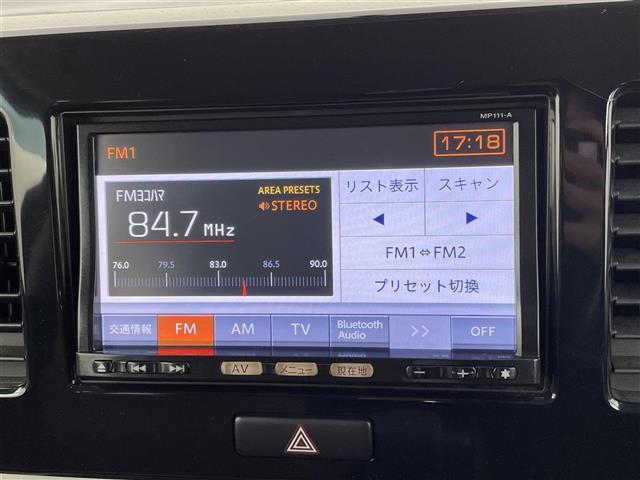 MP111-A
FM1
17:18
FMﾖｺﾊﾏ
AREA PRESETS
STEREO
84.7 MHz
76.0 79.5 83.0 86.5 90.0
リスト表示 スキャン
FM1⇔FM2
プリセット切換
交通情報 FM AM TV Bluetooth Audio >> OFF
AV メニュー 現在地